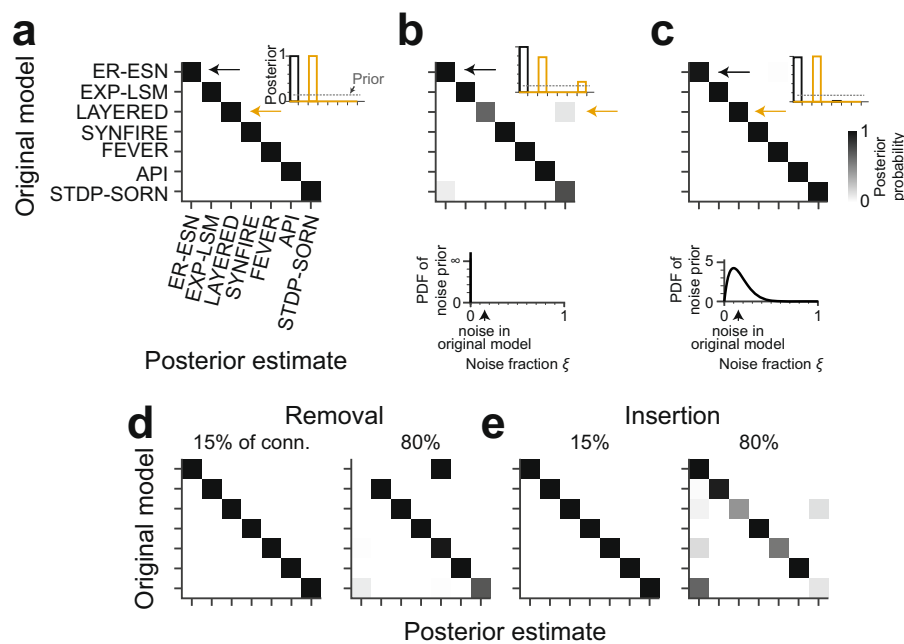 a
b
c
Original model
ER-ESN
EXP-LSM
LAYERED
SYNFIRE
FEVER
API
STDP-SORN
Posterior
1
0
Prior
ER-ESN
EXP-LSM
LAYERED
SYNFIRE
FEVER
API
STDP-SORN
Posterior estimate
1
0
Posterior
probability
PDF of
noise prior
∞
0
0
1
noise in
original model
Noise fraction ξ
PDF of
noise prior
5
0
0
1
noise in
original model
Noise fraction ξ
d
Removal
15% of conn.
80%
e
Insertion
15%
80%
Original model
Posterior estimate